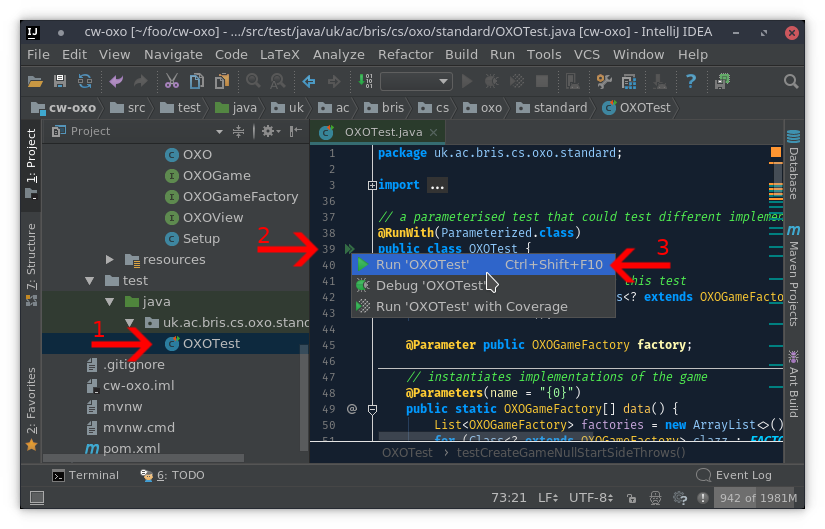 cw-oxo [~/foo/cw-oxo] - .../src/test/java/uk/ac/bris/cs/oxo/standard/OXOTest.java [cw-oxo] - IntelliJ IDEA
File Edit View Navigate Code LaTeX Analyze Refactor Build Run Tools VCS Window Help
cw-oxo src test java uk ac bris cs oxo standard OXOTest
1: Project
7: Structure
2: Favorites
Project
OXO
OXOGame
OXOGameFactory
OXOView
Setup
resources
test
java
uk.ac.bris.cs.oxo.stand
OXOTest
.gitignore
cw-oxo.iml
mvnw
mvnw.cmd
pom.xml
1
2
3
OXOTest.java
1 package uk.ac.bris.cs.oxo.standard;
2
3 import ...
36
37 // a parameterised test that could test different implemen
38 @RunWith(Parameterized.class)
39 public class OXOTest {
40
41 this test
42 s<? extends OXOGameFacto
Run 'OXOTest' Ctrl+Shift+F10
Debug 'OXOTest'
Run 'OXOTest' with Coverage
44
45 @Parameter public OXOGameFactory factory;
46
47 // instantiates implementations of the game
48 @Parameters(name = "{0}")
49 @ public static OXOGameFactory[] data() {
50 List<OXOGameFactory> factories = new ArrayList<>()
51 for (Class<? extends OXOGameFactory> clazz : FACTO
OXOTest testCreateGameNullStartSideThrows()
Database
Maven Projects
Ant Build
Terminal 6: TODO Event Log
73:21 LF UTF-8 942 of 1981M